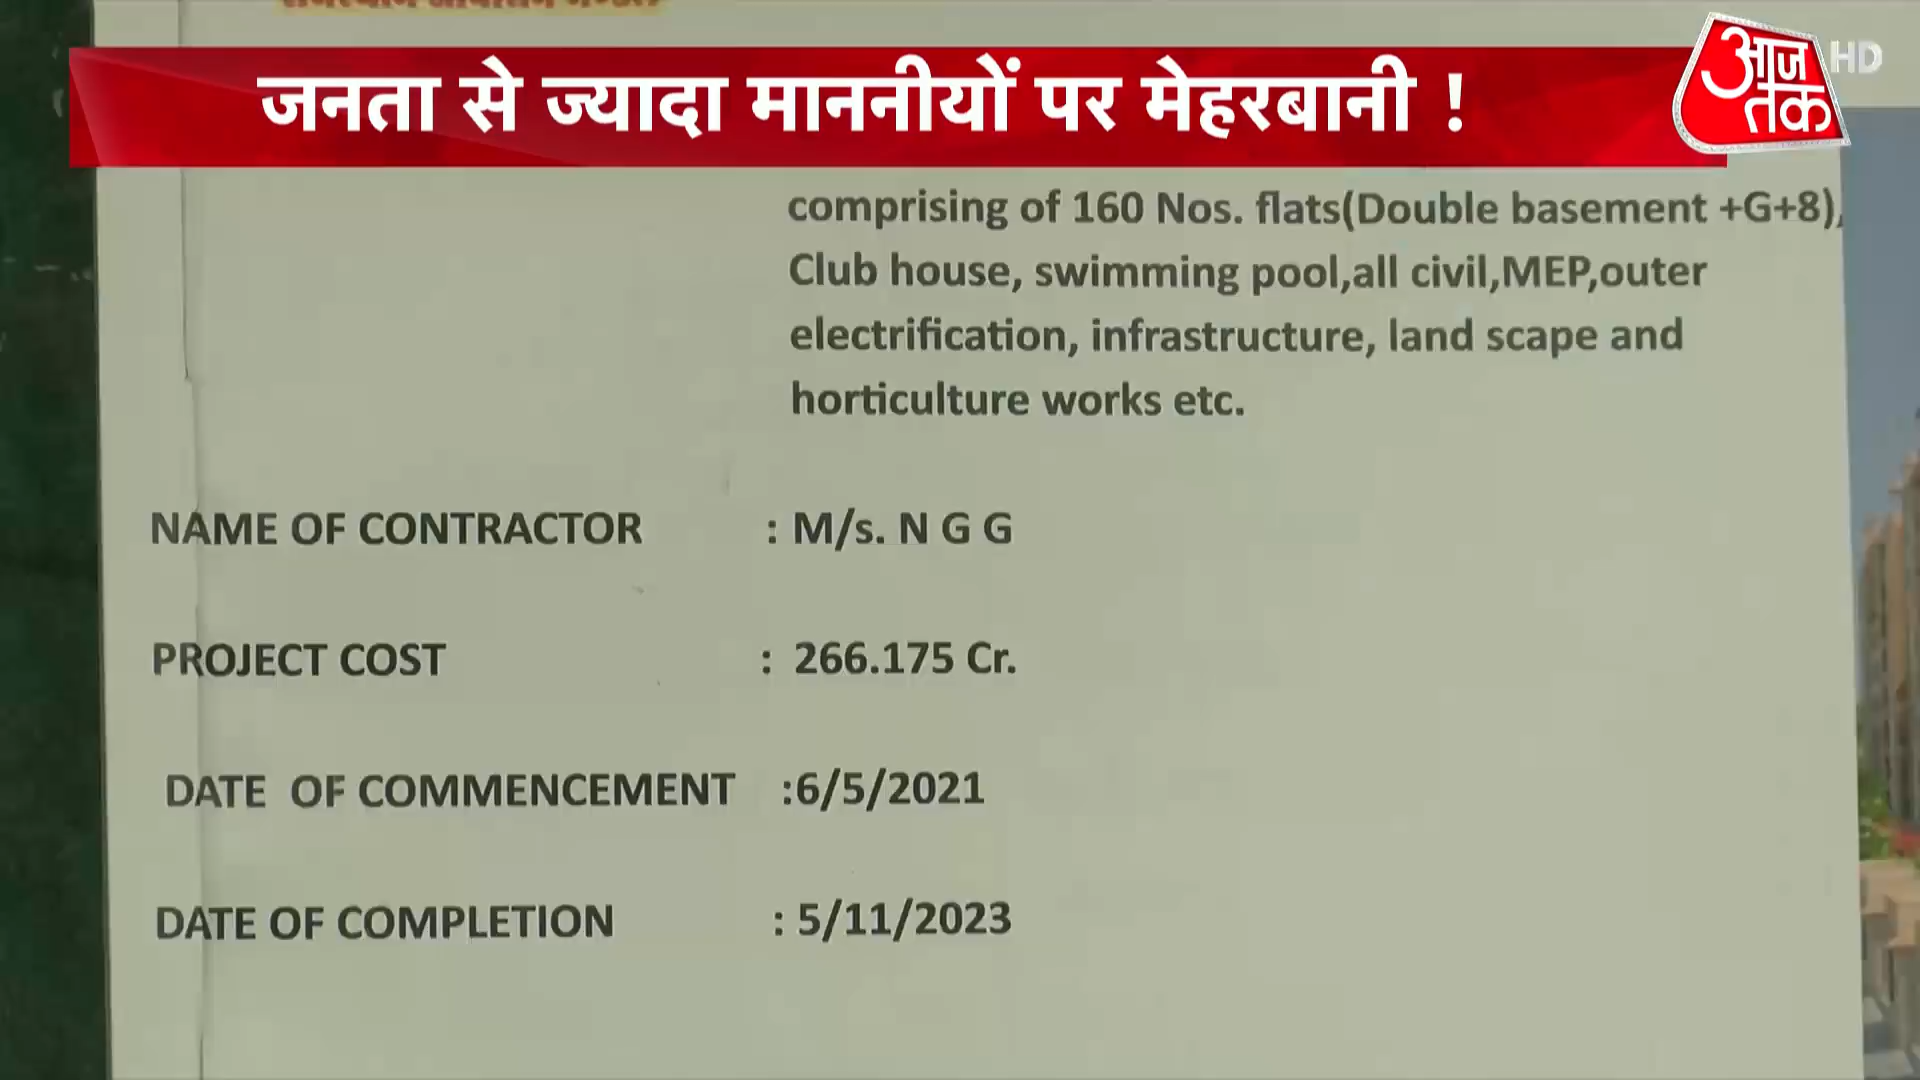 जनता से ज्यादा माननीयों पर मेहरबानी !
आज तक HD
comprising of 160 Nos. flats(Double basement +G+8),
Club house, swimming pool,all civil,MEP,outer
electrification, infrastructure, land scape and
horticulture works etc.
NAME OF CONTRACTOR : M/s. N G G
PROJECT COST : 266.175 Cr.
DATE OF COMMENCEMENT :6/5/2021
DATE OF COMPLETION : 5/11/2023